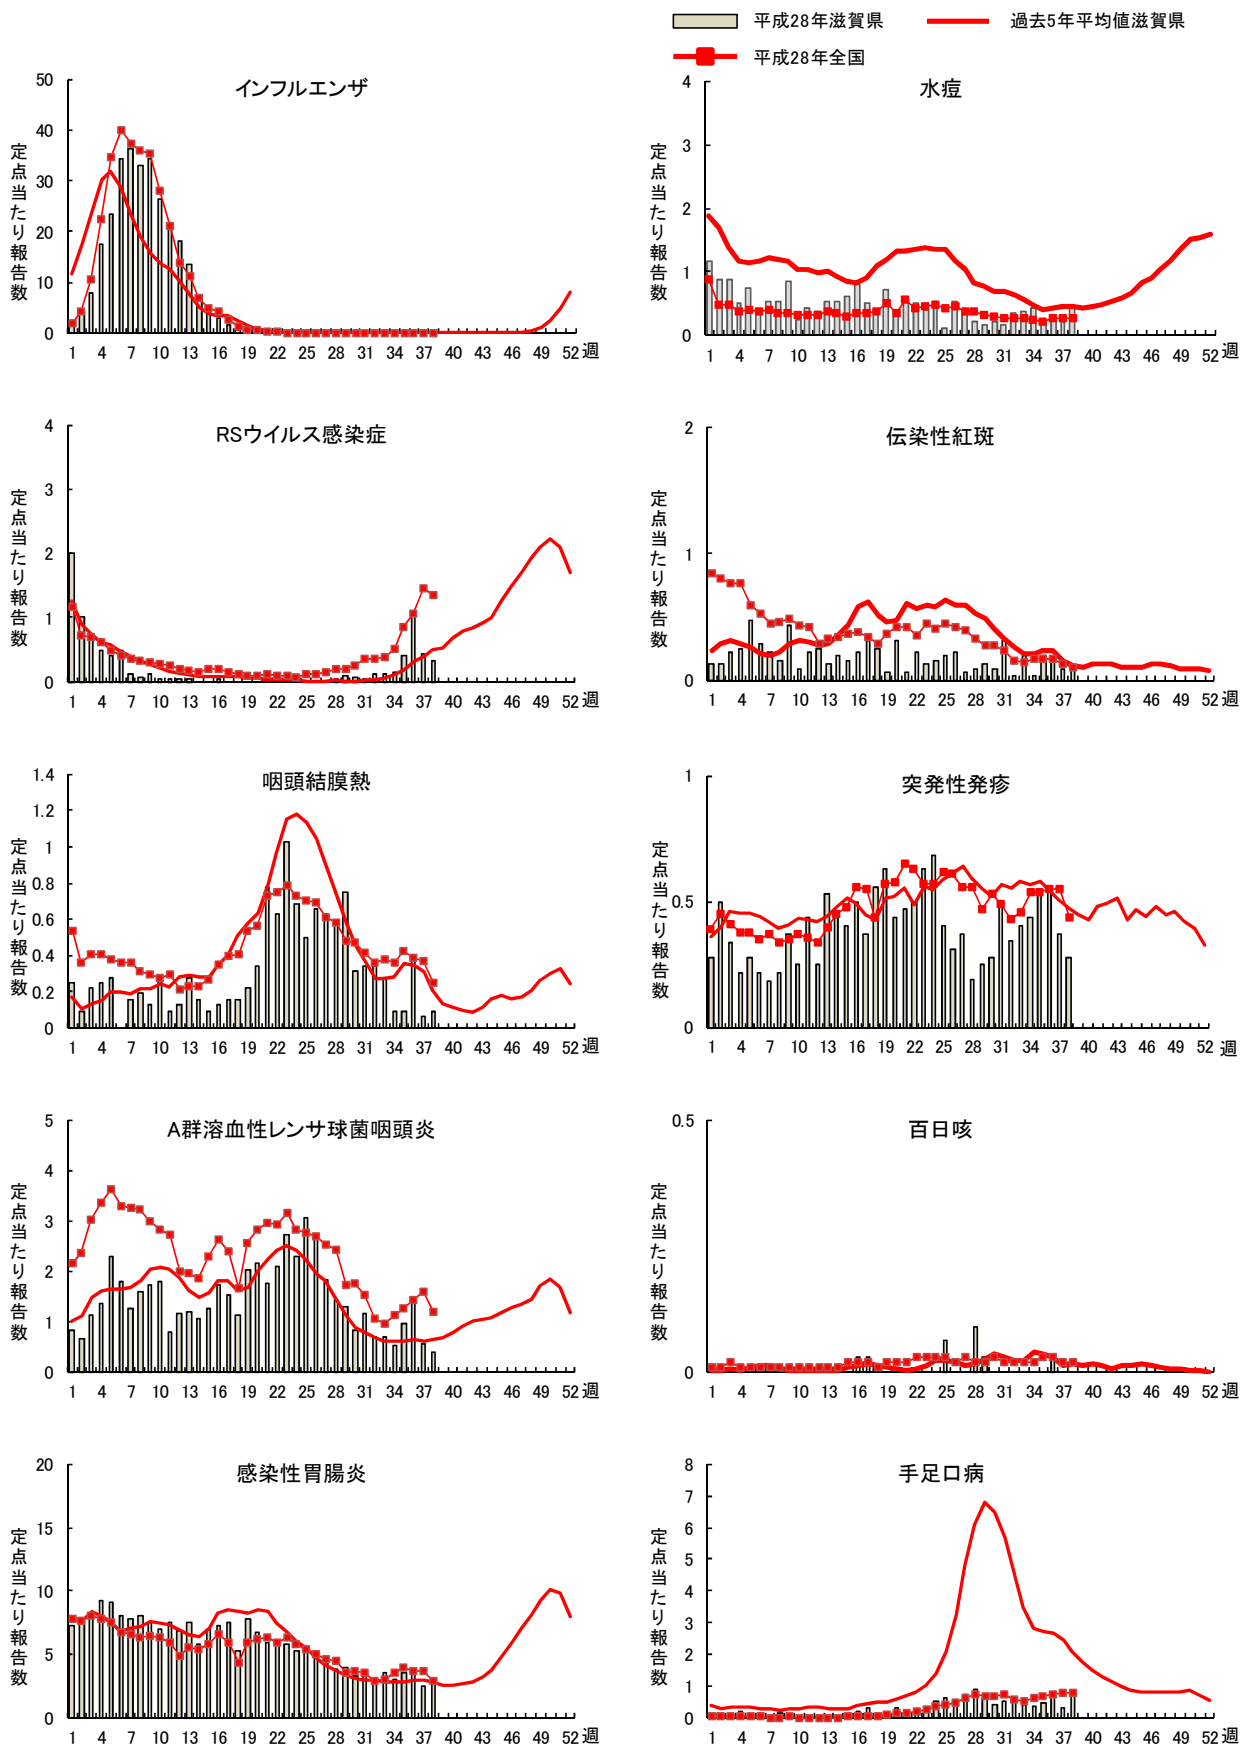 平成28年滋賀県
過去5年平均値滋賀県
平成28年全国
インフルエンザ
定点当たり報告数
50
40
30
20
10
0
1 4 7 10 13 16 19 22 25 28 31 34 37 40 43 46 49 52 週
水痘
定点当たり報告数
4
3
2
1
0
1 4 7 10 13 16 19 22 25 28 31 34 37 40 43 46 49 52 週
RSウイルス感染症
定点当たり報告数
4
3
2
1
0
1 4 7 10 13 16 19 22 25 28 31 34 37 40 43 46 49 52 週
伝染性紅斑
定点当たり報告数
2
1
0
1 4 7 10 13 16 19 22 25 28 31 34 37 40 43 46 49 52 週
咽頭結膜熱
定点当たり報告数
1.4
1.2
1
0.8
0.6
0.4
0.2
0
1 4 7 10 13 16 19 22 25 28 31 34 37 40 43 46 49 52 週
突発性発疹
定点当たり報告数
1
0.5
0
1 4 7 10 13 16 19 22 25 28 31 34 37 40 43 46 49 52 週
A群溶血性レンサ球菌咽頭炎
定点当たり報告数
5
4
3
2
1
0
1 4 7 10 13 16 19 22 25 28 31 34 37 40 43 46 49 52 週
百日咳
定点当たり報告数
0.5
0
1 4 7 10 13 16 19 22 25 28 31 34 37 40 43 46 49 52 週
感染性胃腸炎
定点当たり報告数
20
15
10
5
0
1 4 7 10 13 16 19 22 25 28 31 34 37 40 43 46 49 52 週
手足口病
定点当たり報告数
8
7
6
5
4
3
2
1
0
1 4 7 10 13 16 19 22 25 28 31 34 37 40 43 46 49 52 週